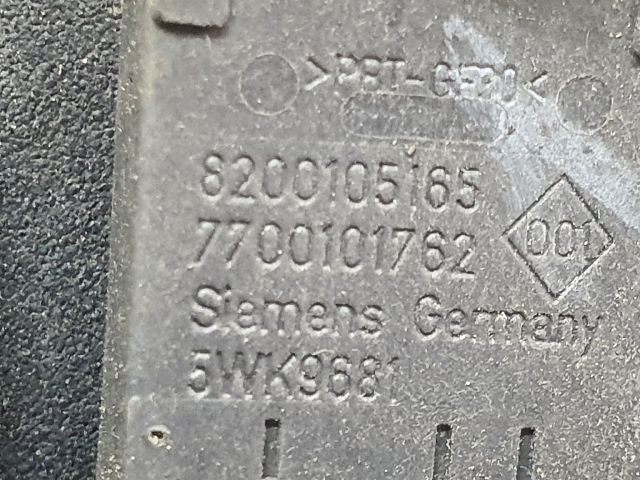 >PBT-GF30<
8200105165
7700101762
001
Siemens Germany
5WK9681